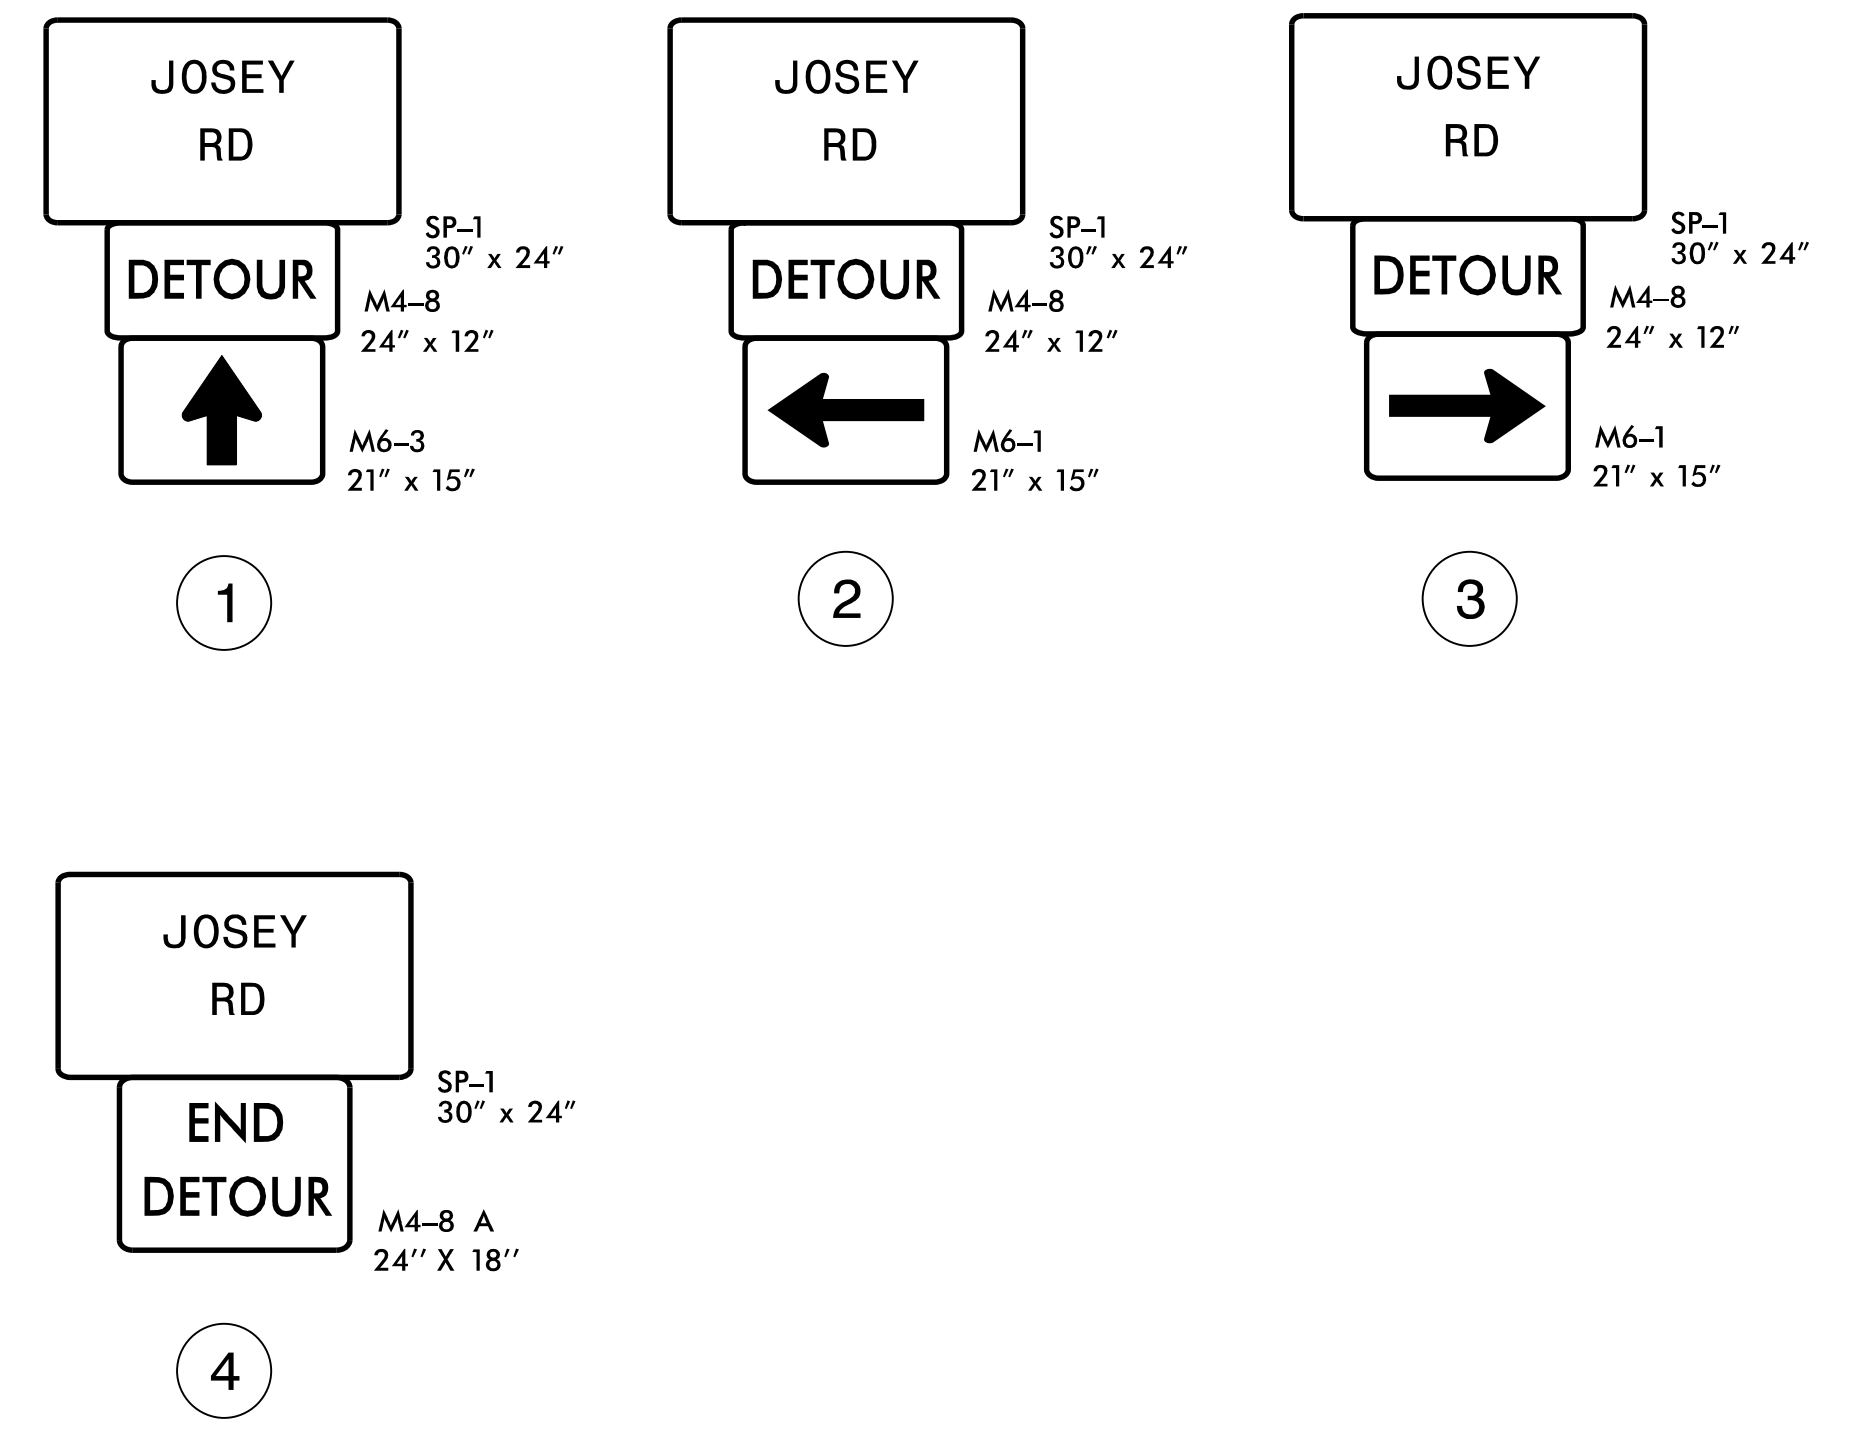 JOSEY
RD
SP–1
30″ x 24″
DETOUR
M4–8
24″ x 12″
M6–3
21″ x 15″
1
JOSEY
RD
SP–1
30″ x 24″
DETOUR
M4–8
24″ x 12″
M6–1
21″ x 15″
2
JOSEY
RD
SP–1
30″ x 24″
DETOUR
M4–8
24″ x 12″
M6–1
21″ x 15″
3
JOSEY
RD
SP–1
30″ x 24″
END
DETOUR
M4–8 A
24′′ X 18′′
4